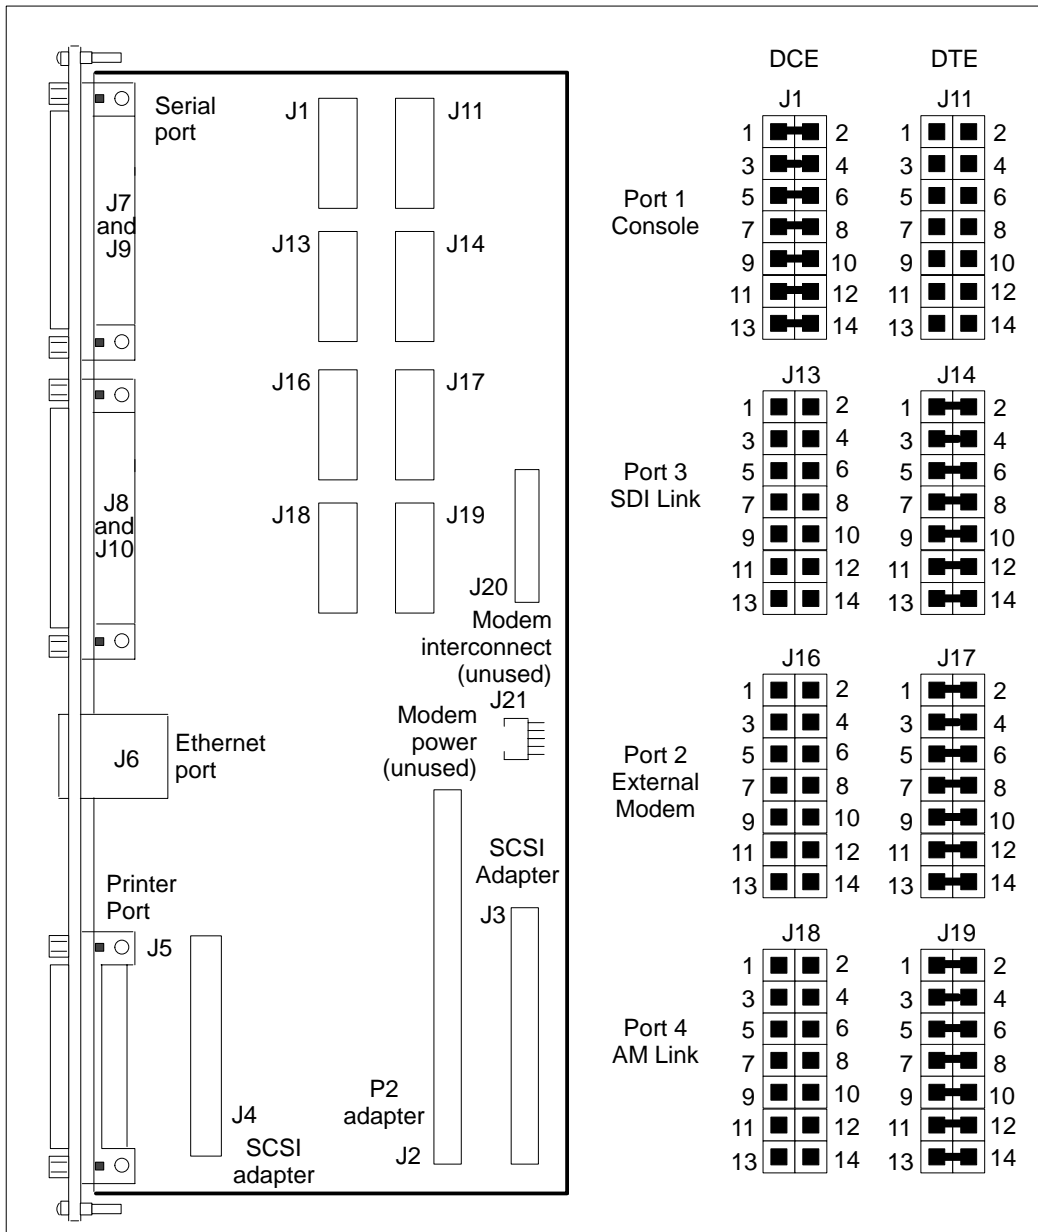 Serial
port
J1
J11
J7
and
J9
J13
J14
J16
J17
J8
and
J10
J18
J19
J20
Modem
interconnect
(unused)
J21
Modem
power
(unused)
J6
Ethernet
port
SCSI
Adapter
J3
Printer
Port
J5
J4
SCSI
adapter
P2
adapter
J2
DCE
DTE
Port 1
Console
J1
1 2
3 4
5 6
7 8
9 10
11 12
13 14
J11
1 2
3 4
5 6
7 8
9 10
11 12
13 14
Port 3
SDI Link
J13
1 2
3 4
5 6
7 8
9 10
11 12
13 14
J14
1 2
3 4
5 6
7 8
9 10
11 12
13 14
Port 2
External
Modem
J16
1 2
3 4
5 6
7 8
9 10
11 12
13 14
J17
1 2
3 4
5 6
7 8
9 10
11 12
13 14
Port 4
AM Link
J18
1 2
3 4
5 6
7 8
9 10
11 12
13 14
J19
1 2
3 4
5 6
7 8
9 10
11 12
13 14